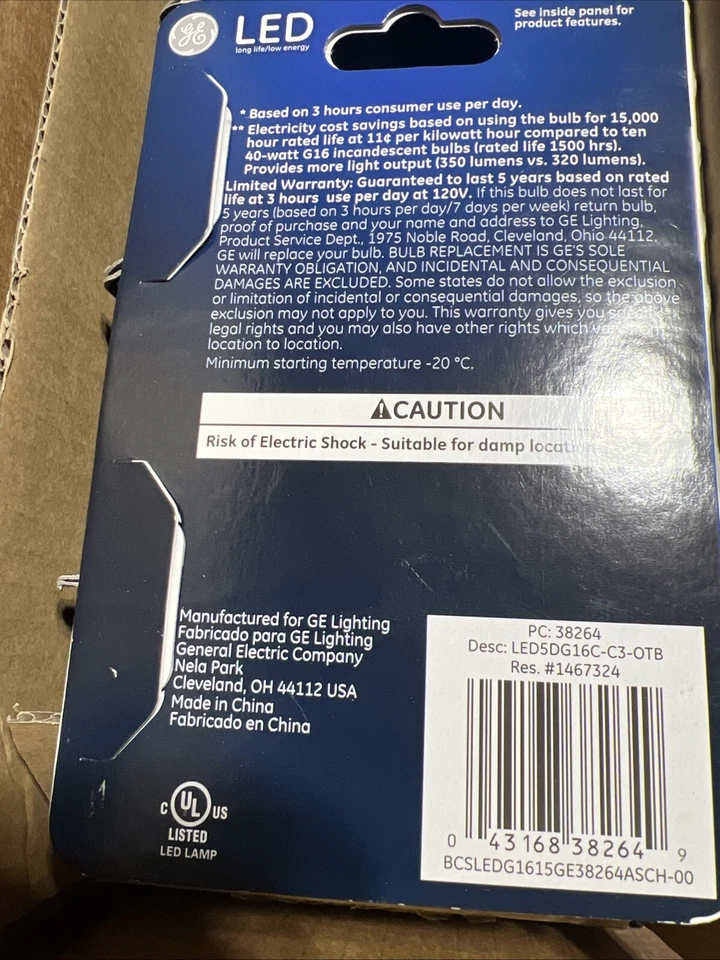 GE LED
long life/low energy
See inside panel for
product features.
* Based on 3 hours consumer use per day.
** Electricity cost savings based on using the bulb for 15,000
hour rated life at 11¢ per kilowatt hour compared to ten
40-watt G16 incandescent bulbs (rated life 1500 hrs).
Provides more light output (350 lumens vs. 320 lumens).
Limited Warranty: Guaranteed to last 5 years based on rated
life at 3 hours use per day at 120V. If this bulb does not last for
5 years (based on 3 hours per day/7 days per week) return bulb,
proof of purchase and your name and address to GE Lighting,
Product Service Dept., 1975 Noble Road, Cleveland, Ohio 44112.
GE will replace your bulb. BULB REPLACEMENT IS GE'S SOLE
WARRANTY OBLIGATION, AND INCIDENTAL AND CONSEQUENTIAL
DAMAGES ARE EXCLUDED. Some states do not allow the exclusion
or limitation of incidental or consequential damages, so the above
exclusion may not apply to you. This warranty gives you specific
legal rights and you may also have other rights which
location to location.
Minimum starting temperature -20 °C.
⚠CAUTION
Risk of Electric Shock - Suitable for damp
Manufactured for GE Lighting
Fabricado para GE Lighting
General Electric Company
Nela Park
Cleveland, OH 44112 USA
Made in China
Fabricado en China
C UL US
LISTED
LED LAMP
PC: 38264
Desc: LED5DG16C-C3-OTB
Res. #1467324
0 43168 38264 9
BCSLEDG1615GE38264ASCH-00